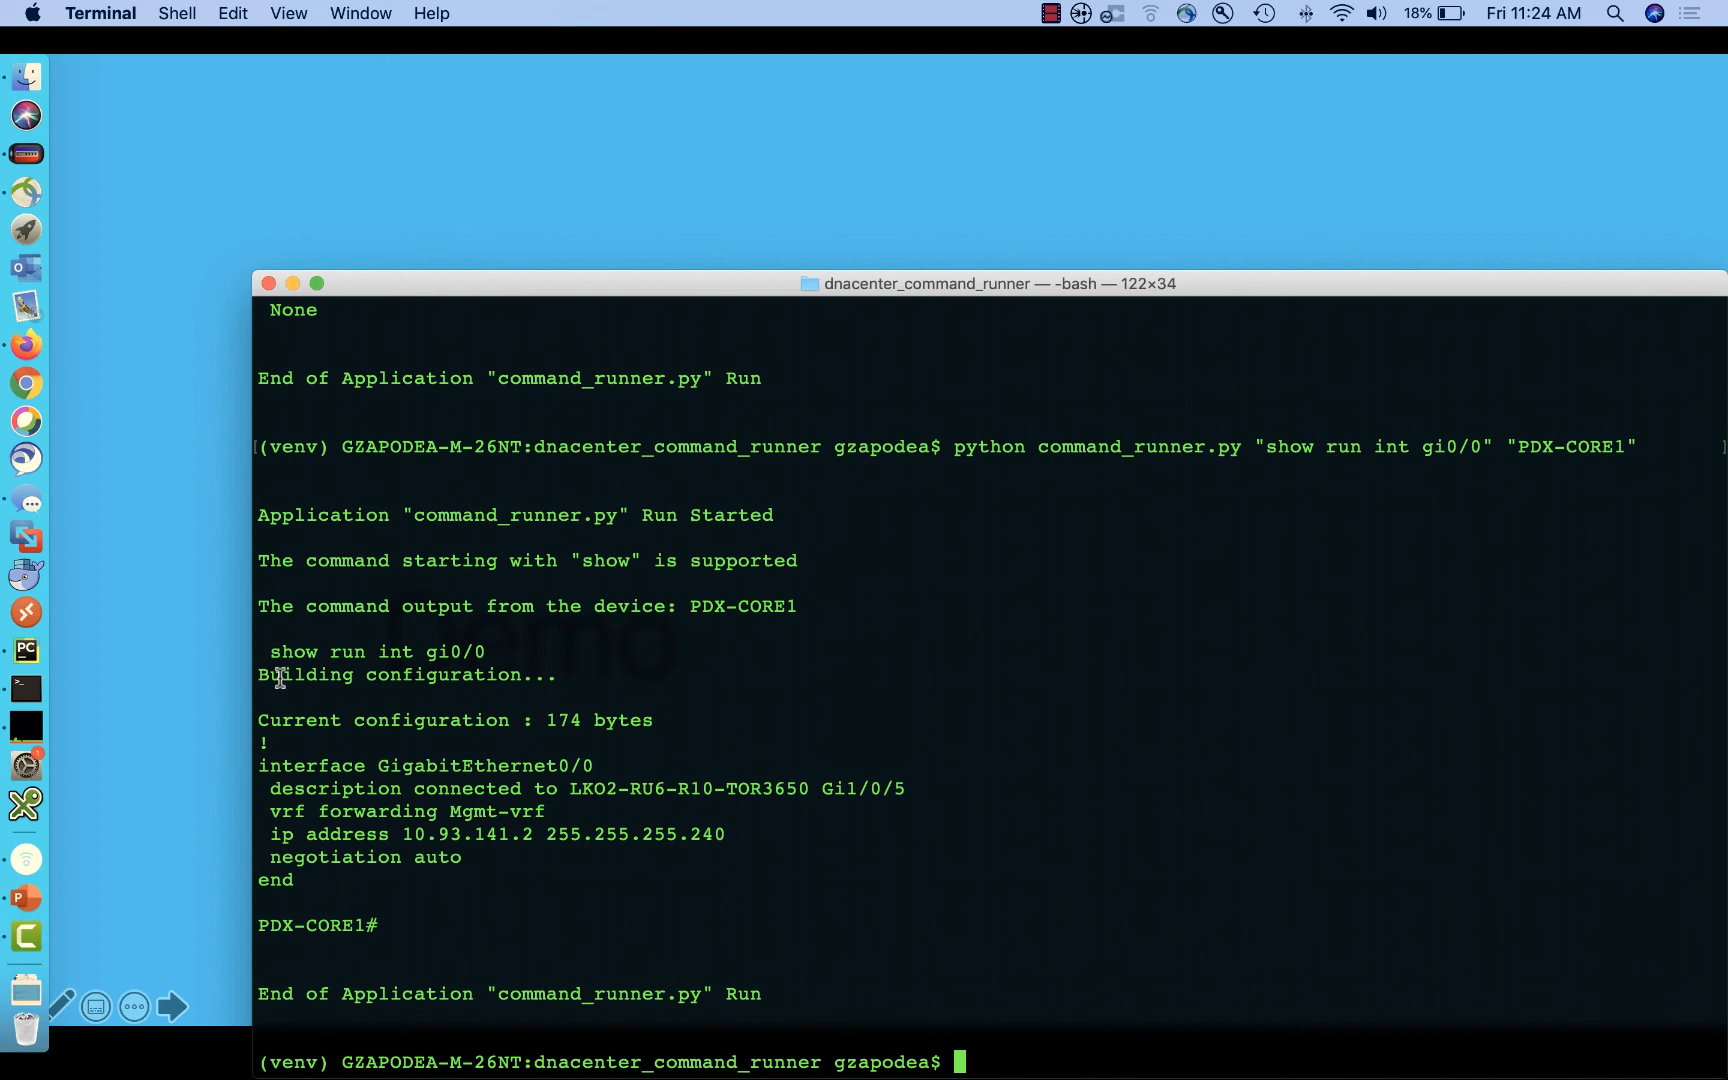 Terminal Shell Edit View Window Help 18% Fri 11:24 AM
dnacenter_command_runner — -bash — 122×34
None
End of Application "command_runner.py" Run
(venv) GZAPODEA-M-26NT:dnacenter_command_runner gzapodea$ python command_runner.py "show run int gi0/0" "PDX-CORE1"
Application "command_runner.py" Run Started
The command starting with "show" is supported
The command output from the device: PDX-CORE1
Demo
show run int gi0/0
Building configuration...
Current configuration : 174 bytes
!
interface GigabitEthernet0/0
description connected to LKO2-RU6-R10-TOR3650 Gi1/0/5
vrf forwarding Mgmt-vrf
ip address 10.93.141.2 255.255.255.240
negotiation auto
end
PDX-CORE1#
End of Application "command_runner.py" Run
(venv) GZAPODEA-M-26NT:dnacenter_command_runner gzapodea$
PC
1
P
C